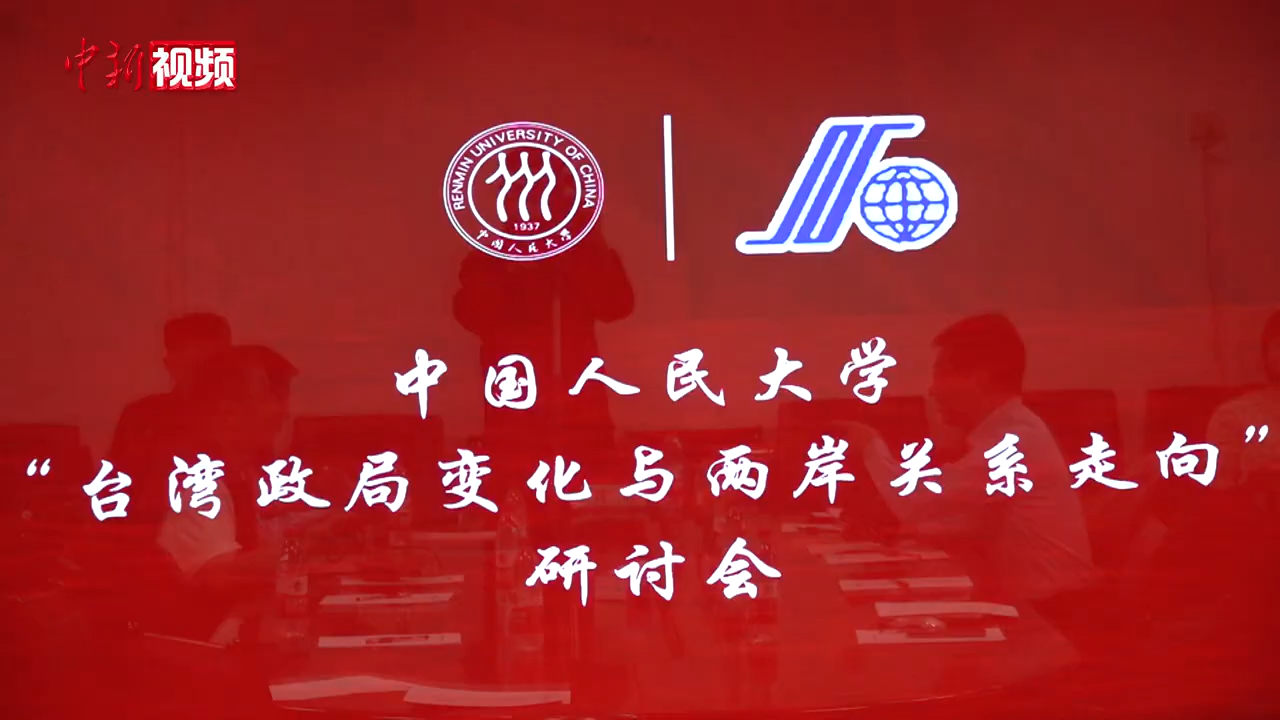 中新视频
RENMIN UNIVERSITY OF CHINA
1937
中国人民大学
中国人民大学
“台湾政局变化与两岸关系走向”
研讨会